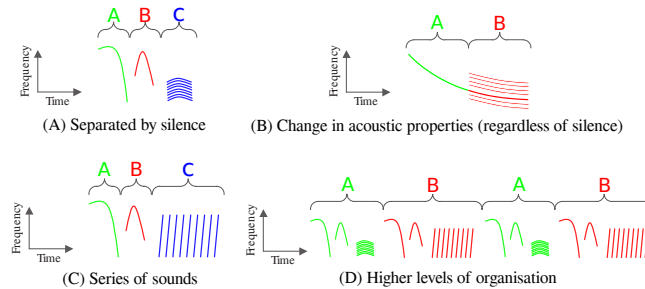 A B C
Frequency
Time
(A) Separated by silence
A B
Frequency
Time
(B) Change in acoustic properties (regardless of silence)
A B C
Frequency
Time
(C) Series of sounds
A B A B
Frequency
Time
(D) Higher levels of organisation